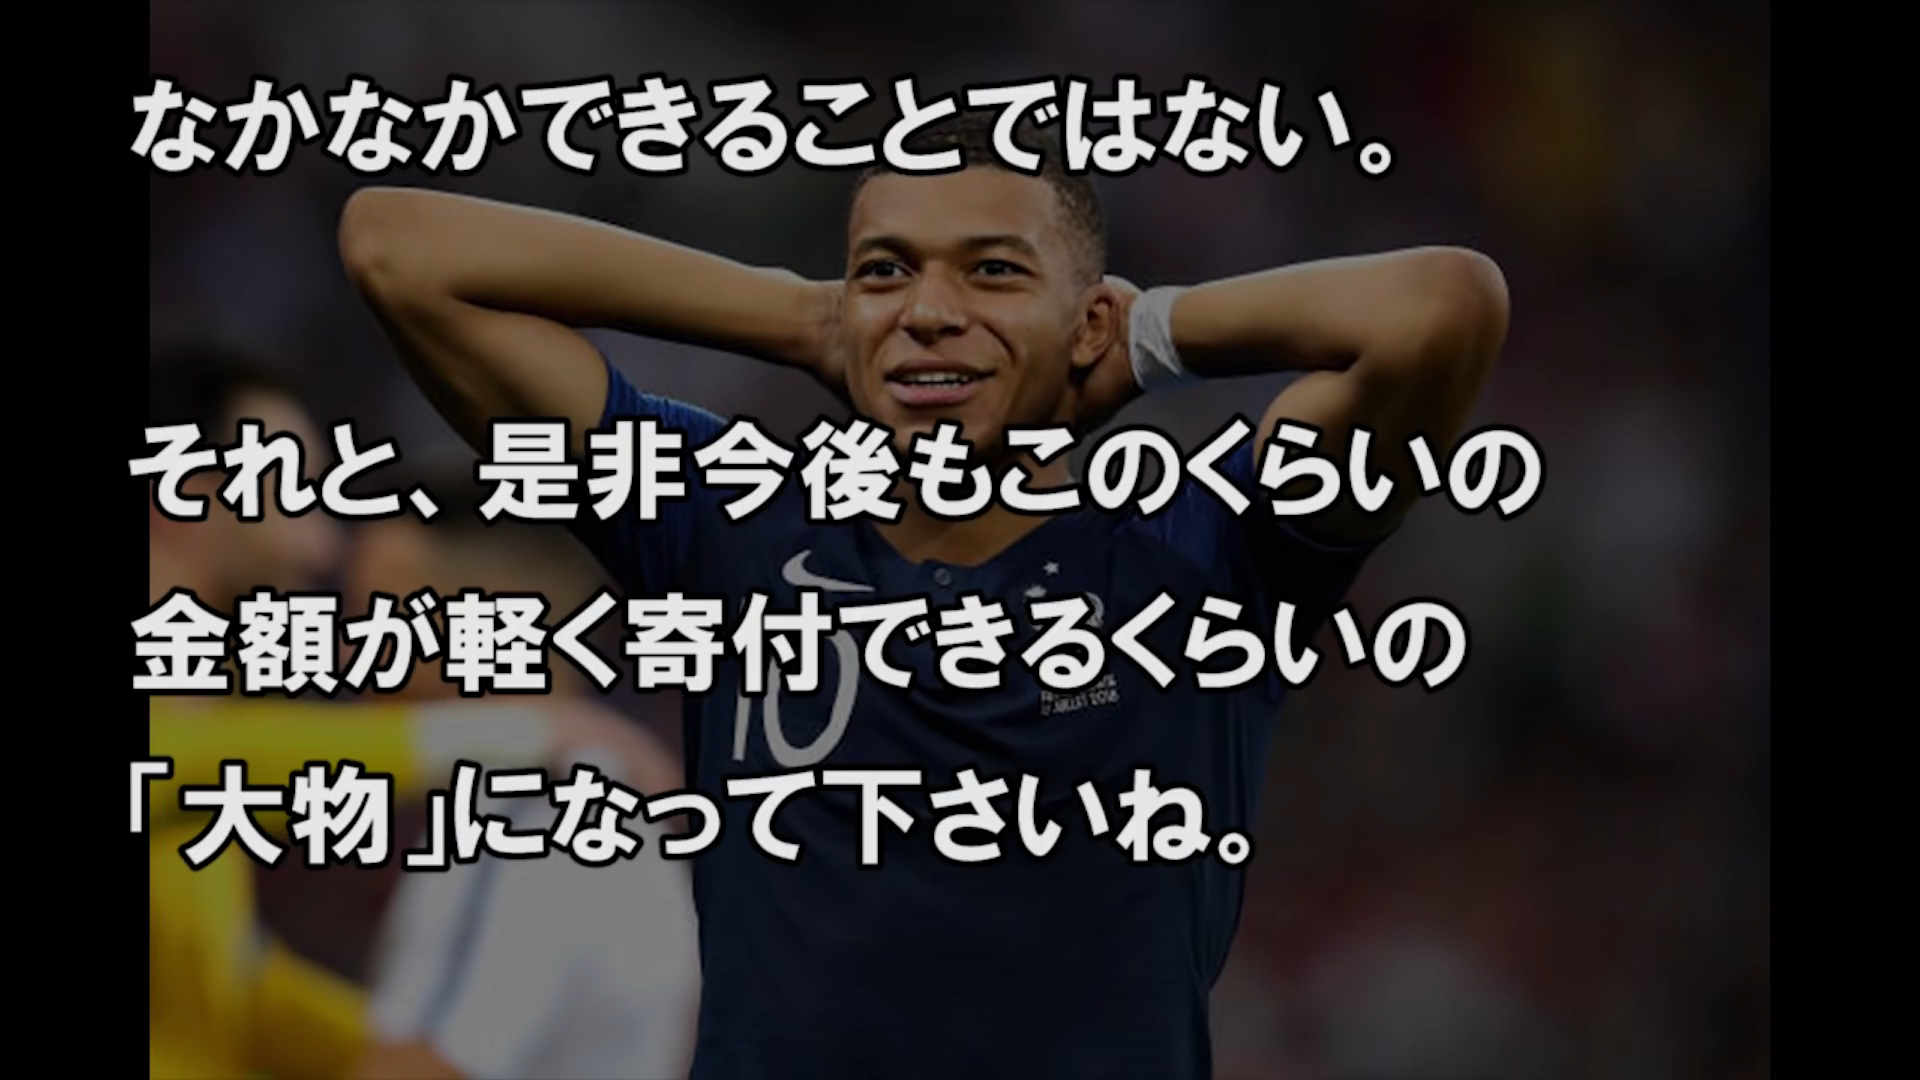 なかなかできることではない。
それと、是非今後もこのくらいの
金額が軽く寄付できるくらいの
「大物」になって下さいね。
10